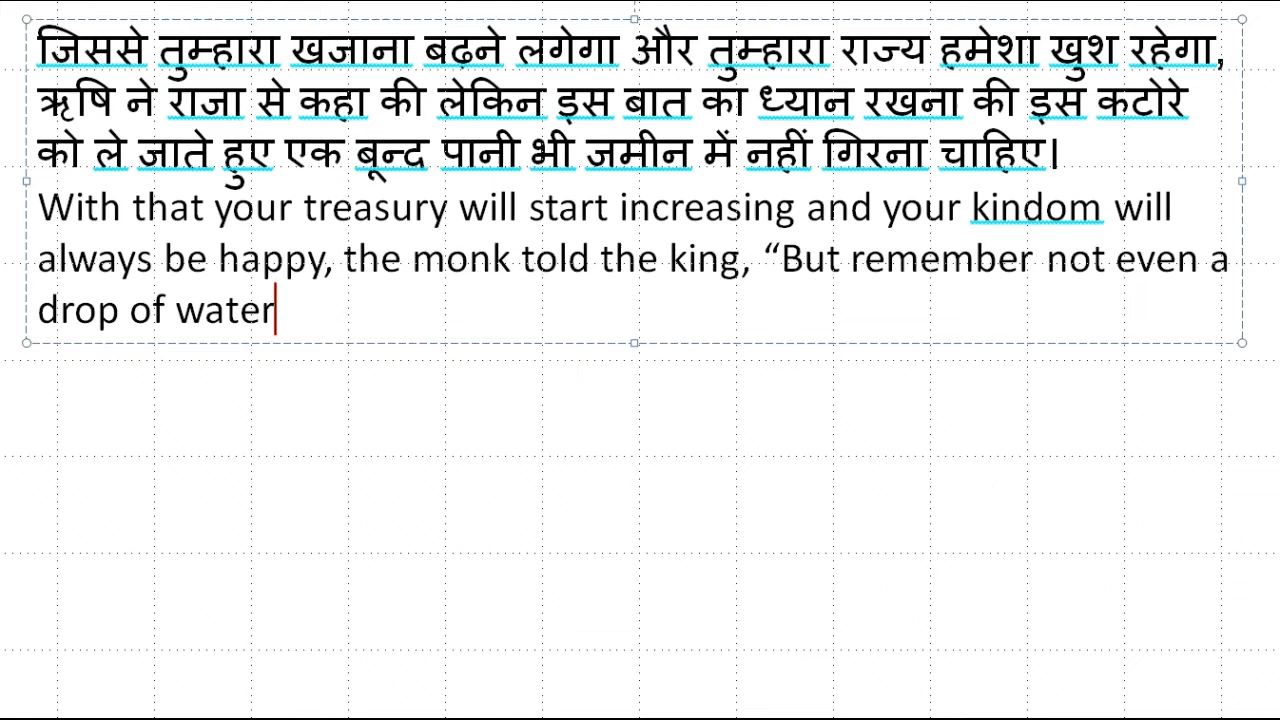 जिससे तुम्हारा खजाना बढ़ने लगेगा और तुम्हारा राज्य हमेशा खुश रहेगा,
ऋषि ने राजा से कहा की लेकिन इस बात का ध्यान रखना की इस कटोरे
को ले जाते हुए एक बून्द पानी भी ज़मीन में नहीं गिरना चाहिए।
With that your treasury will start increasing and your kindom will
always be happy, the monk told the king, “But remember not even a
drop of water